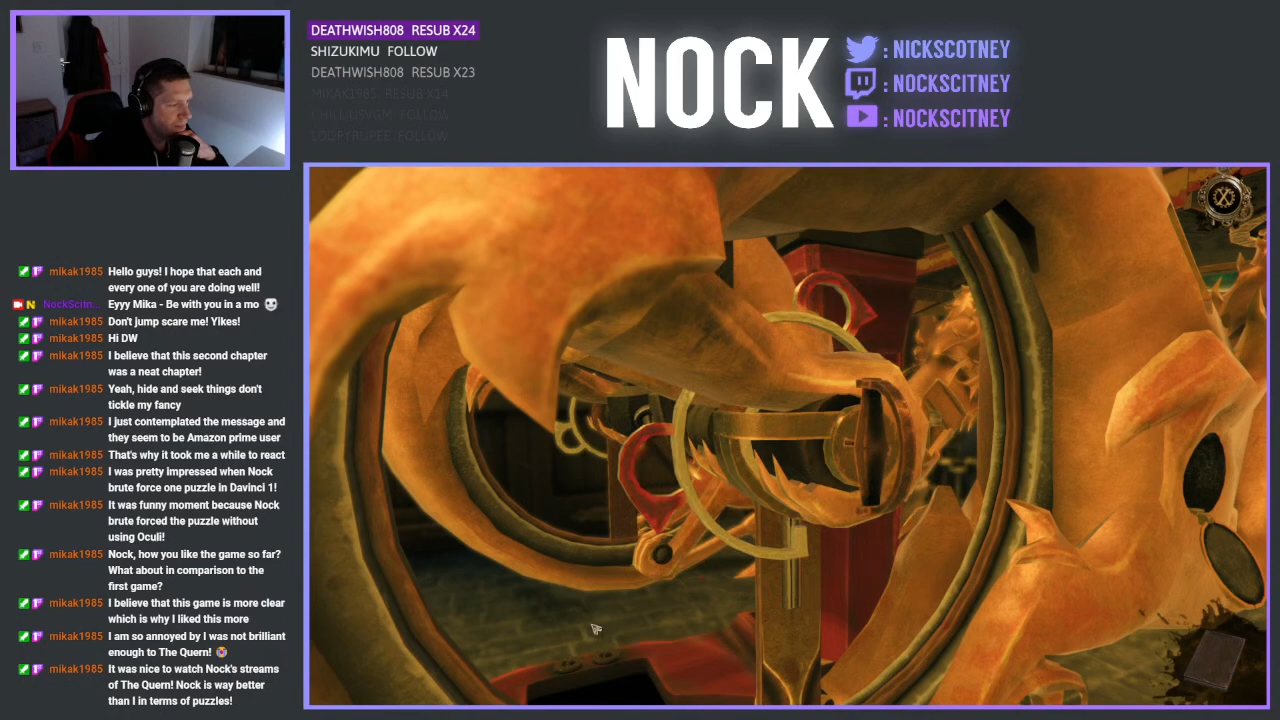 DEATHWISH808 RESUB X24
SHIZUKIMU FOLLOW
DEATHWISH808 RESUB X23
MIKAK1985 RESUB X14
NOCK
: NICKSCOTNEY
: NOCKSCITNEY
: NOCKSCITNEY
mikak1985 Hello guys! I hope that each and
every one of you are doing well!
NockScitn... Eyyy Mika - Be with you in a mo
mikak1985 Don't jump scare me! Yikes!
mikak1985 Hi DW
mikak1985 I believe that this second chapter
was a neat chapter!
mikak1985 Yeah, hide and seek things don't
tickle my fancy
mikak1985 I just contemplated the message and
they seem to be Amazon prime user
mikak1985 That's why it took me a while to react
mikak1985 I was pretty impressed when Nock
brute force one puzzle in Davinci 1!
mikak1985 It was funny moment because Nock
brute forced the puzzle without
using Oculi!
mikak1985 Nock, how you like the game so far?
What about in comparison to the
first game?
mikak1985 I believe that this game is more clear
which is why I liked this more
mikak1985 I am so annoyed by I was not brilliant
enough to The Quern!
mikak1985 It was nice to watch Nock's streams
of The Quern! Nock is way better
than I in terms of puzzles!